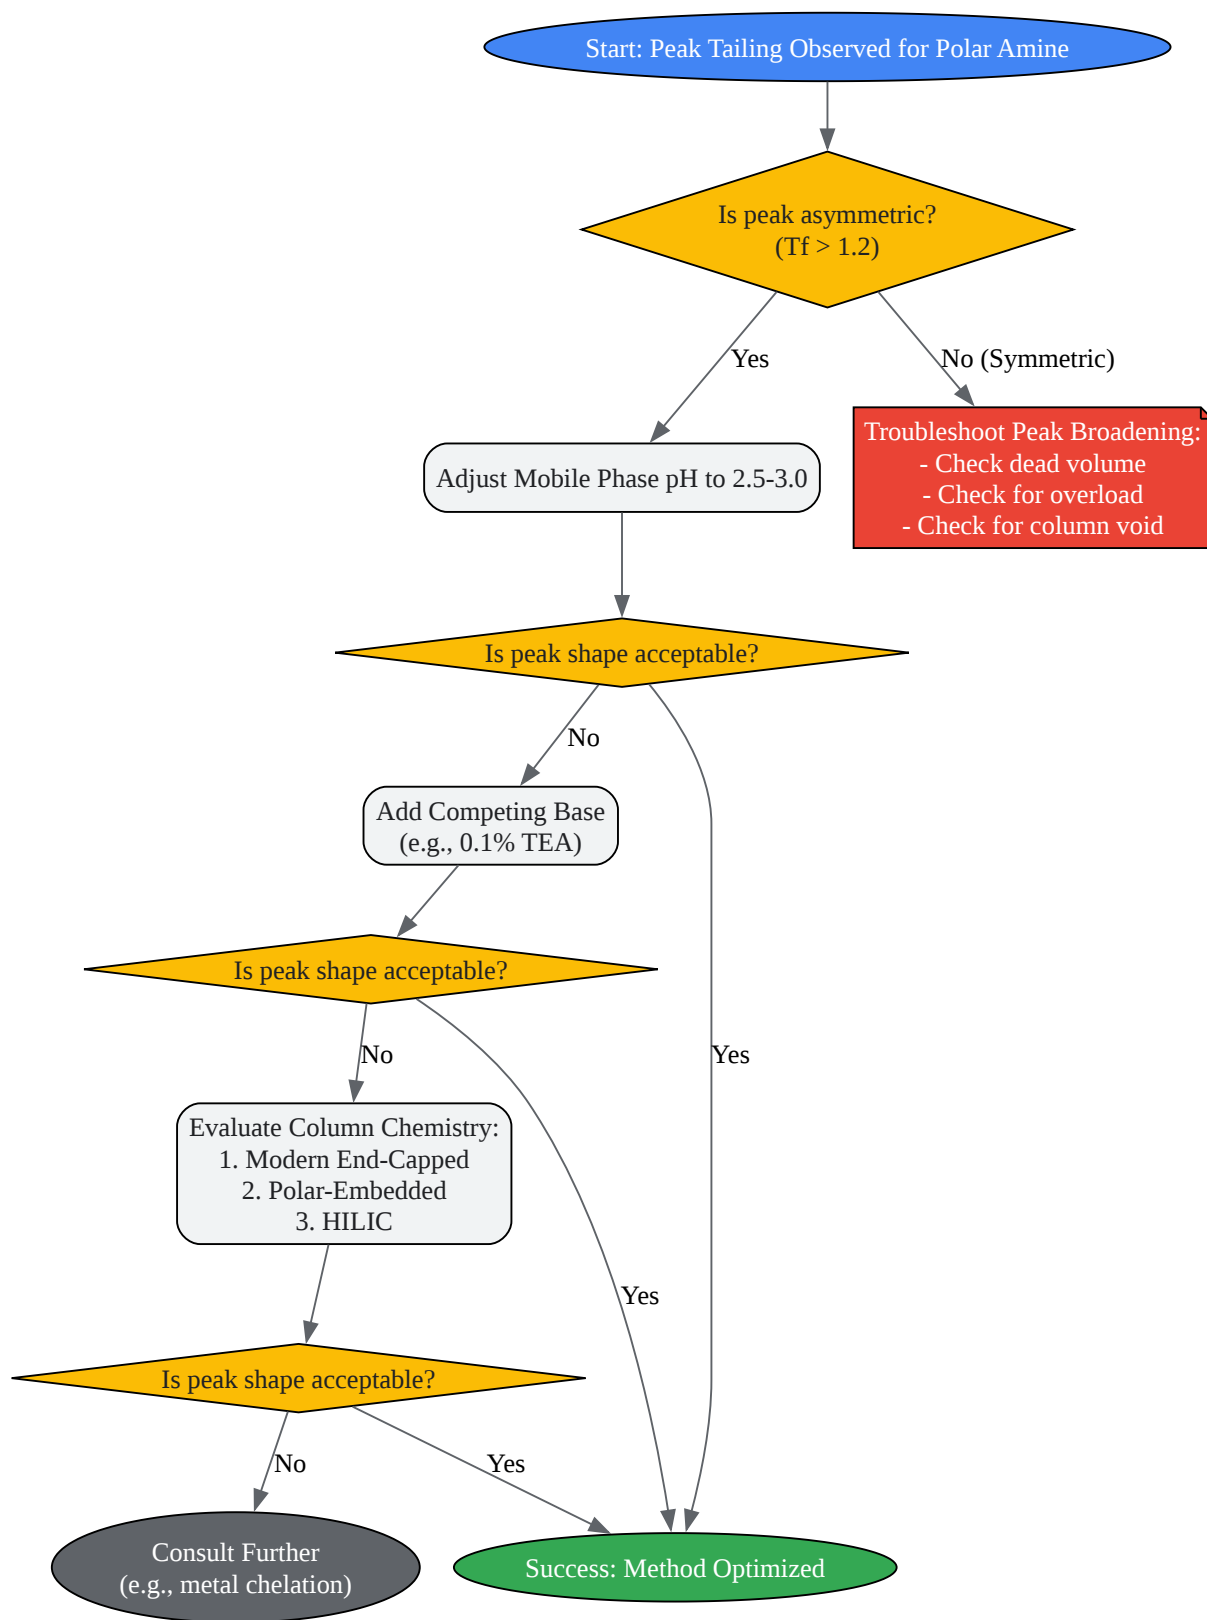 Start: Peak Tailing Observed for Polar Amine
Is peak asymmetric?
(Tf > 1.2)
Yes
No (Symmetric)
Troubleshoot Peak Broadening:
- Check dead volume
- Check for overload
- Check for column void
Adjust Mobile Phase pH to 2.5-3.0
Is peak shape acceptable?
No
Add Competing Base
(e.g., 0.1% TEA)
Is peak shape acceptable?
No
Yes
Evaluate Column Chemistry:
1. Modern End-Capped
2. Polar-Embedded
3. HILIC
Yes
Is peak shape acceptable?
No
Yes
Consult Further
(e.g., metal chelation)
Success: Method Optimized